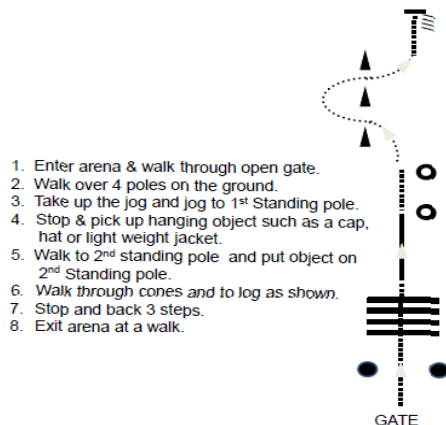 1. Enter arena & walk through open gate.
2. Walk over 4 poles on the ground.
3. Take up the jog and jog to 1st Standing pole.
4. Stop & pick up hanging object such as a cap,
hat or light weight jacket.
5. Walk to 2nd standing pole and put object on
2nd Standing pole.
6. Walk through cones and to log as shown.
7. Stop and back 3 steps.
8. Exit arena at a walk.
GATE